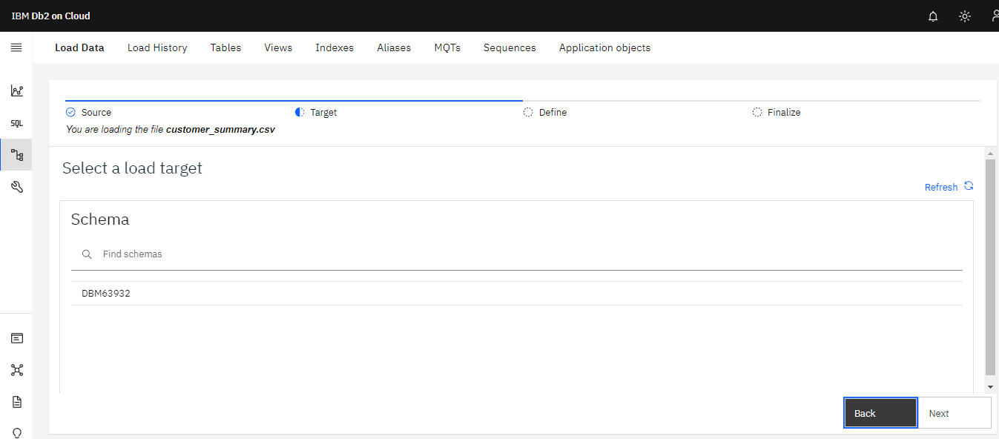 IBM Db2 on Cloud
Load Data Load History Tables Views Indexes Aliases MQTs Sequences Application objects
SQL
Source Target Define Finalize
You are loading the file customer_summary.csv
Select a load target
Refresh
Schema
Find schemas
DBM63932
Back Next